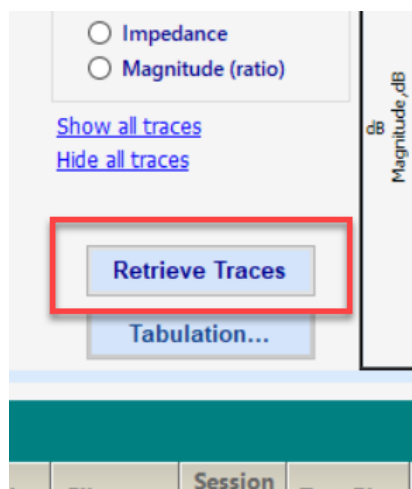 Impedance
Magnitude (ratio)
Show all traces
Hide all traces
dB
Magnitude,dB
Retrieve Traces
Tabulation...
Session